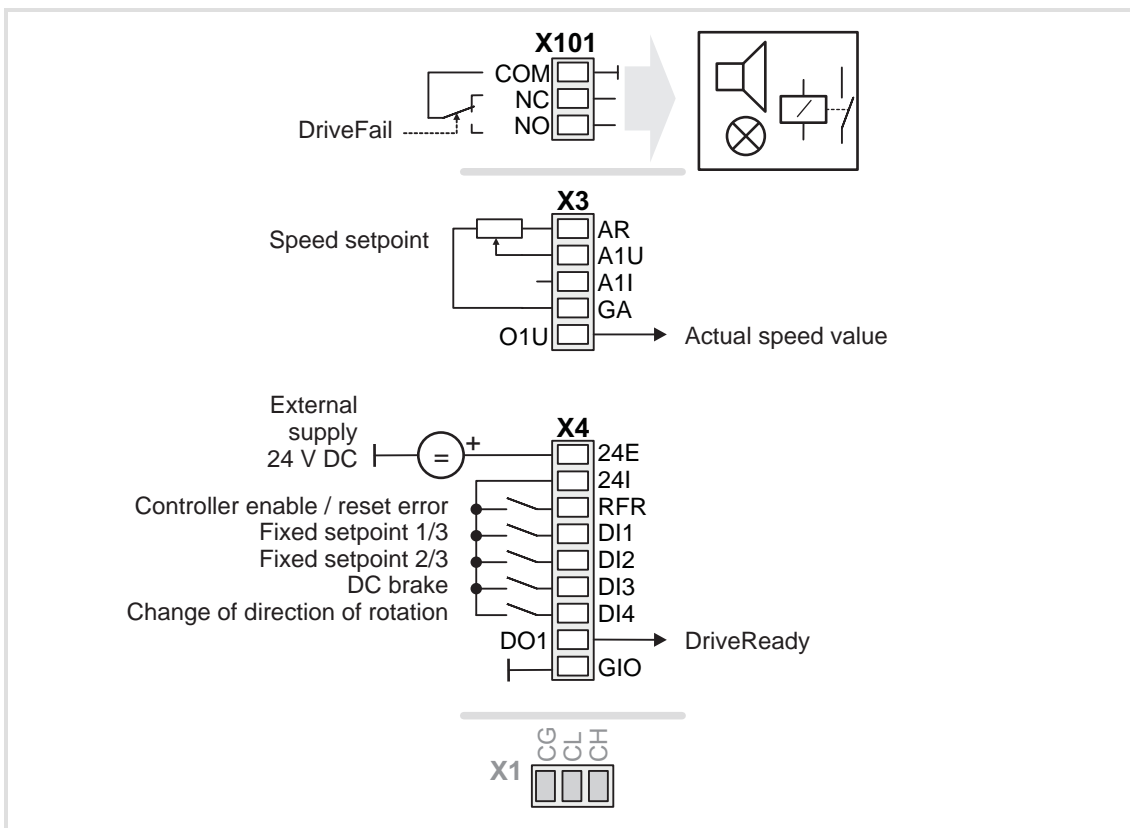 X101
COM
NC
NO
DriveFail
X3
Speed setpoint
AR
A1U
A1I
GA
O1U
Actual speed value
External
supply
24 V DC
=
+
X4
24E
24I
Controller enable / reset error
RFR
Fixed setpoint 1/3
DI1
Fixed setpoint 2/3
DI2
DC brake
DI3
Change of direction of rotation
DI4
DO1
DriveReady
GIO
X1
CG
CL
CH